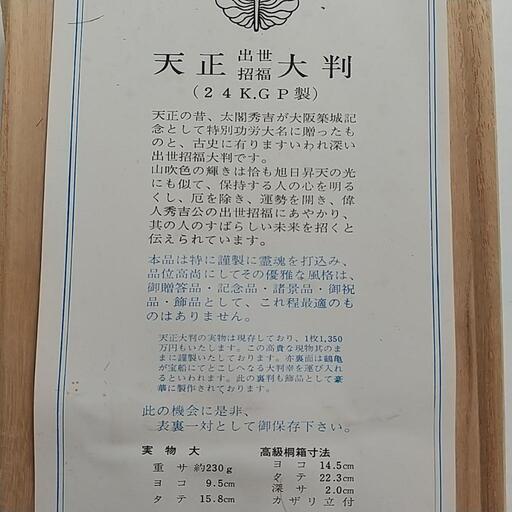 天正 出世招福 大判
(24K.GP製)
天正の昔、太閤秀吉が大阪築城記
念として特別功労大名に贈ったも
のと、古史に有りますいわれ深い
出世招福大判です。
山吹色の輝きは恰も旭日昇天の光
にも似て、保持する人の心を明る
くし、厄を除き、運勢を開き、偉
人秀吉公の出世招福にあやかり、
其の人のすばらしい未来を招くと
伝えられています。
本品は特に謹製に霊魂を打込み、
品位高尚にしてその優雅な風格は、
御贈答品・記念品・諸景品・御祝
品・飾品として、これ程最適のも
のはありません。
天正大判の実物は現存しており、1枚1,350
万円もいたします。この高貴な現物其のま
まに謹製いたしております。亦裏面は鶴亀
が宝船にてとこしへなる大判幸を運び入れ
るといわれます。此の裏判も飾品として豪
華に製作されております。
此の機会に是非、
表裏一対として御保存下さい。
実物大
重サ 約230g
ヨコ 9.5cm
タテ 15.8cm
高級桐箱寸法
ヨコ 14.5cm
タテ 22.3cm
深サ 2.0cm
カザリ立付